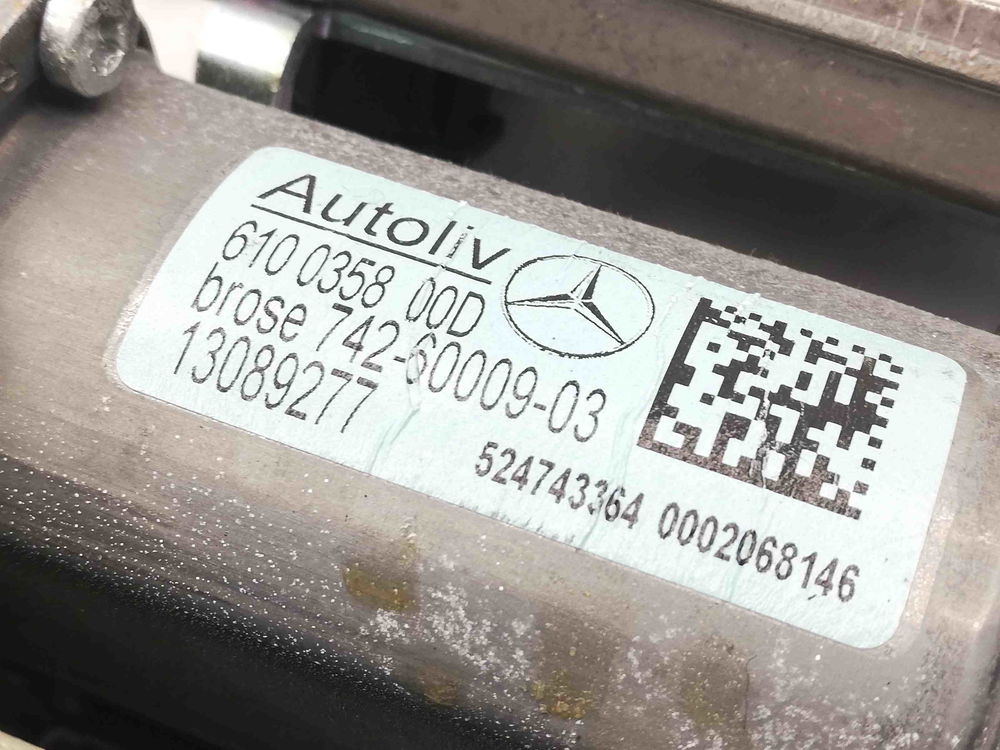 Autoliv
610 0358 00D
brose 742-60009-03
13089277
524743364 0002068146